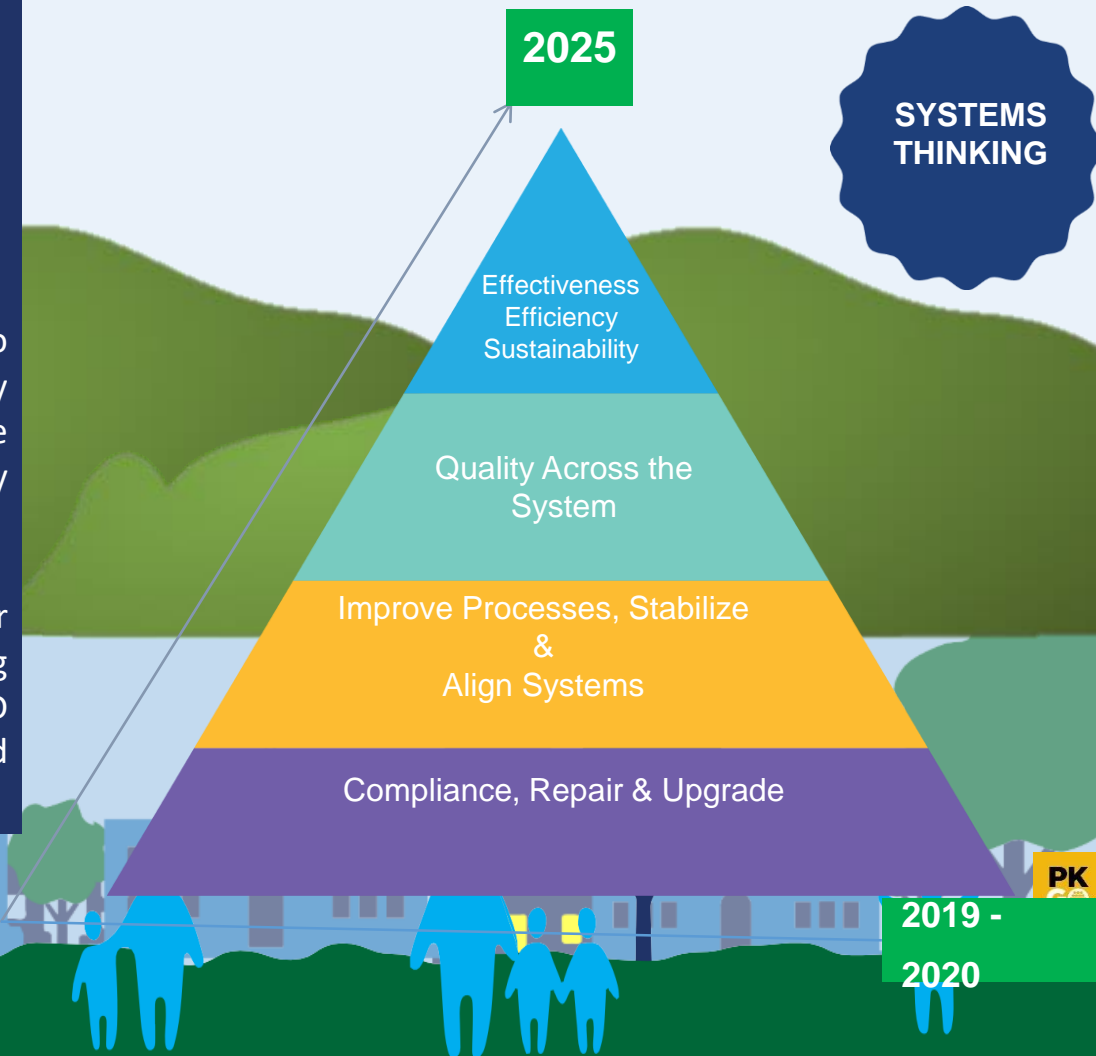 2025
SYSTEMS
THINKING
Effectiveness
Efficiency
Sustainability
Quality Across the
System
Improve Processes, Stabilize
&
Align Systems
Compliance, Repair & Upgrade
PK
2019 -
2020